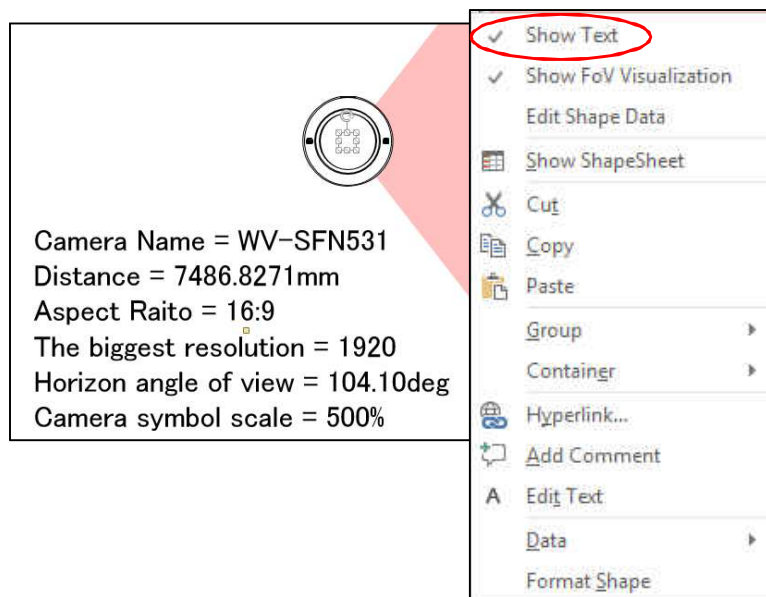 Camera Name = WV-SFN531
Distance = 7486.8271mm
Aspect Raito = 16:9
The biggest resolution = 1920
Horizon angle of view = 104.10deg
Camera symbol scale = 500%
Show Text
Show FoV Visualization
Edit Shape Data
Show ShapeSheet
Cut
Copy
Paste
Group
Container
Hyperlink...
Add Comment
A Edit Text
Data
Format Shape